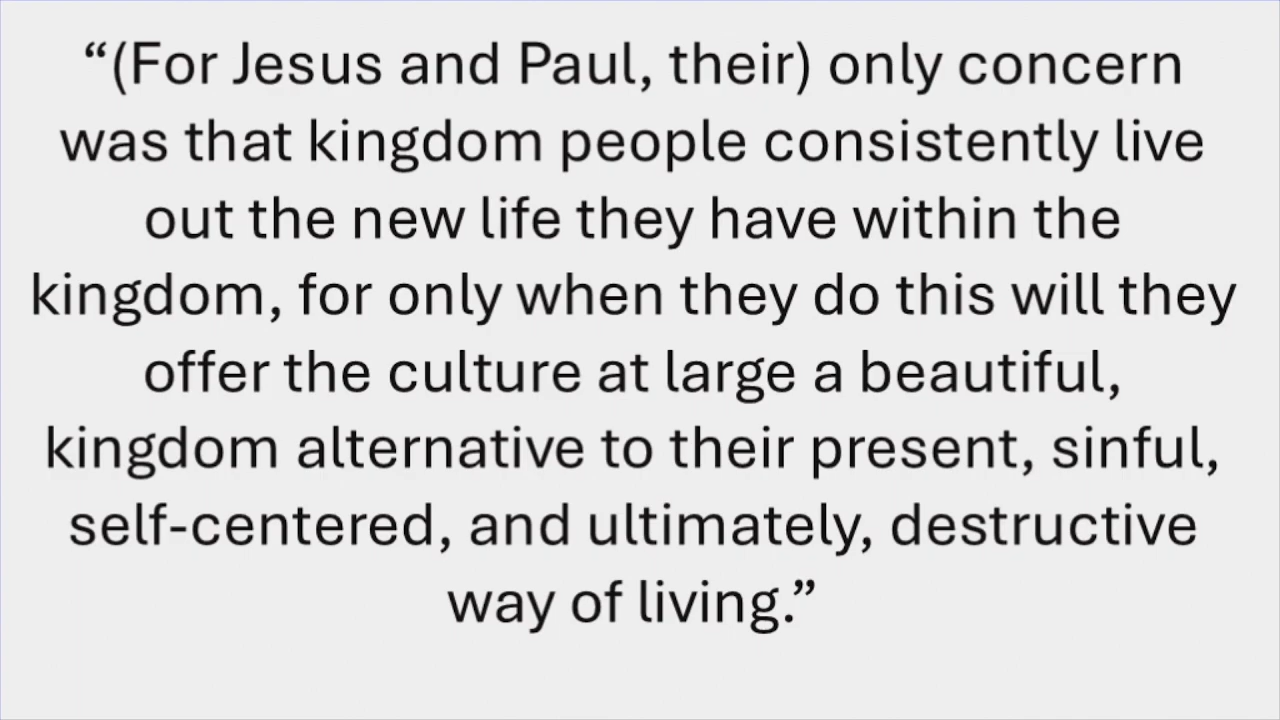 “(For Jesus and Paul, their) only concern
was that kingdom people consistently live
out the new life they have within the
kingdom, for only when they do this will they
offer the culture at large a beautiful,
kingdom alternative to their present, sinful,
self-centered, and ultimately, destructive
way of living.”